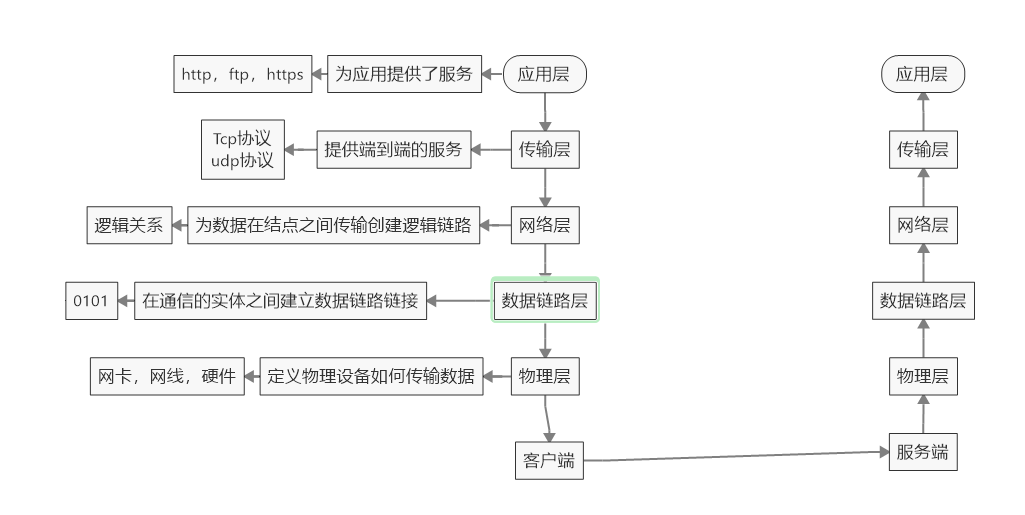 http，ftp，https
为应用提供了服务
应用层
应用层
Tcp协议
udp协议
提供端到端的服务
传输层
传输层
逻辑关系
为数据在结点之间传输创建逻辑链路
网络层
网络层
0101
在通信的实体之间建立数据链路链接
数据链路层
数据链路层
网卡，网线，硬件
定义物理设备如何传输数据
物理层
物理层
客户端
服务端